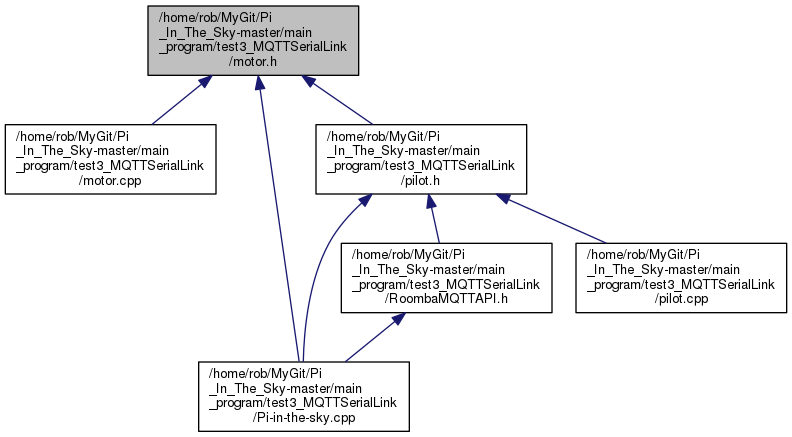 /home/rob/MyGit/Pi
_In_The_Sky-master/main
_program/test3_MQTTSerialLink
/motor.h
/home/rob/MyGit/Pi
_In_The_Sky-master/main
_program/test3_MQTTSerialLink
/motor.cpp
/home/rob/MyGit/Pi
_In_The_Sky-master/main
_program/test3_MQTTSerialLink
/pilot.h
/home/rob/MyGit/Pi
_In_The_Sky-master/main
_program/test3_MQTTSerialLink
/RoombaMQTTAPI.h
/home/rob/MyGit/Pi
_In_The_Sky-master/main
_program/test3_MQTTSerialLink
/pilot.cpp
/home/rob/MyGit/Pi
_In_The_Sky-master/main
_program/test3_MQTTSerialLink
/Pi-in-the-sky.cpp